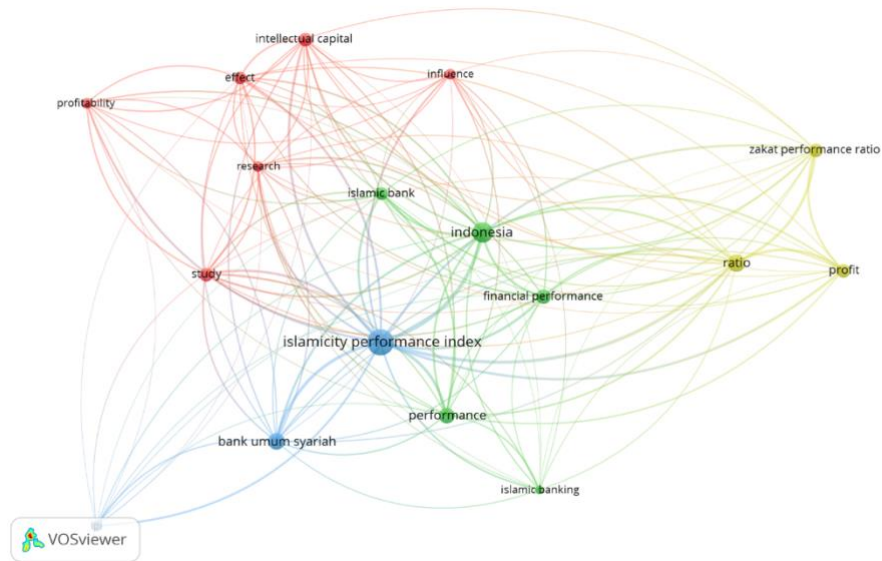 intellectual capital
effect
influence
profitability
zakat performance ratio
research
islamic bank
indonesia
ratio
profit
study
financial performance
islamicity performance index
performance
bank umum syariah
islamic banking
VOSviewer